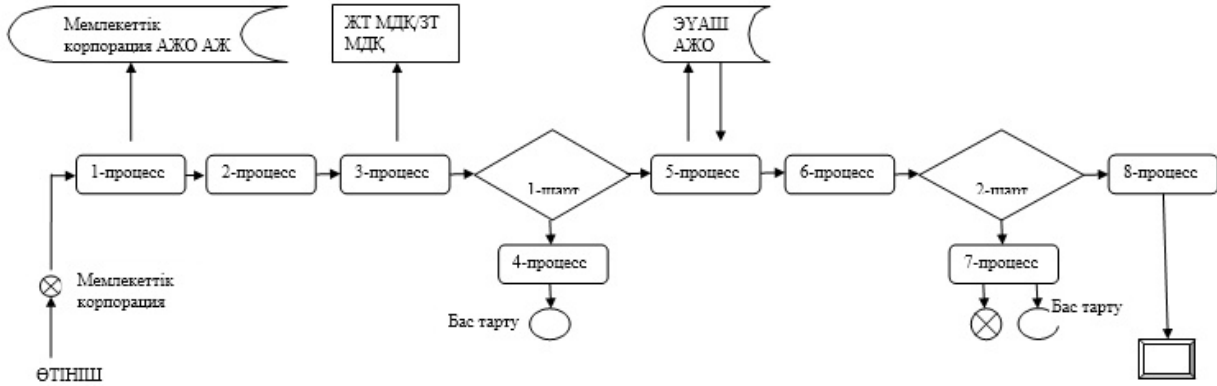 Мемлекеттік
корпорация АЖО АЖ
ЖТ МДҚ/ЗТ
МДҚ
ЭҮАШ
АЖО
1-процесс
2-процесс
3-процесс
1-шарт
5-процесс
6-процесс
2-шарт
8-процесс
4-процесс
7-процесс
Мемлекеттік
корпорация
Бас тарту
Бас тарту
ӨТІНІШ